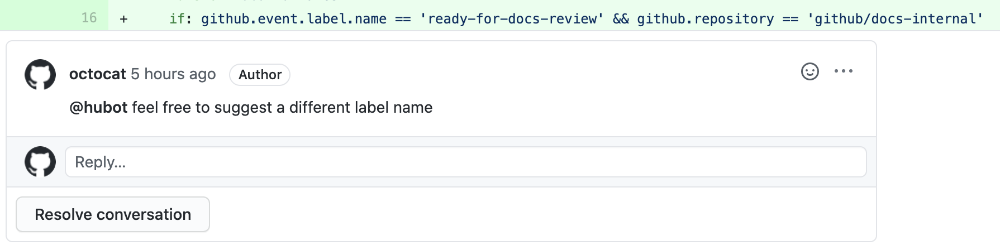 16 + if: github.event.label.name == 'ready-for-docs-review' && github.repository == 'github/docs-internal'
octocat 5 hours ago Author
@hubot feel free to suggest a different label name
Reply...
Resolve conversation